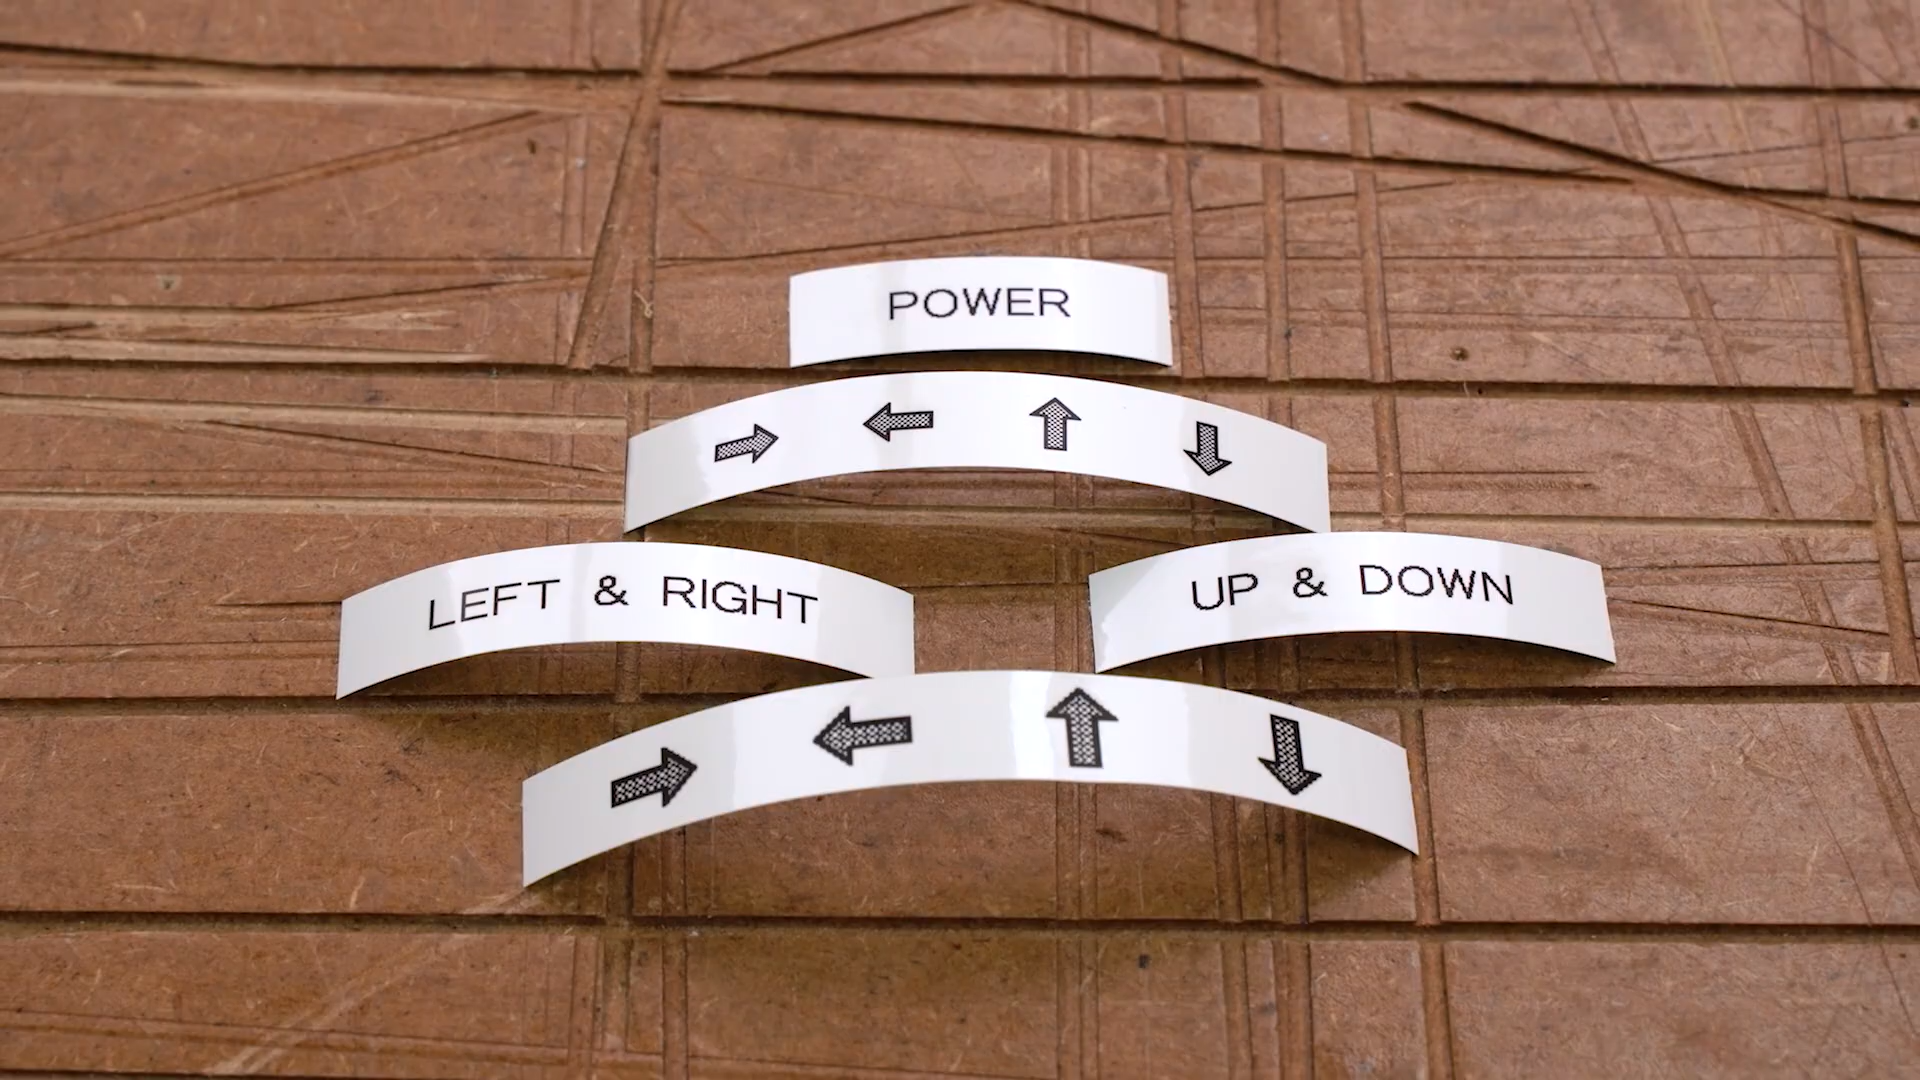 POWER
→ ← ↑ ↓
LEFT & RIGHT
UP & DOWN
→ ← ↑ ↓